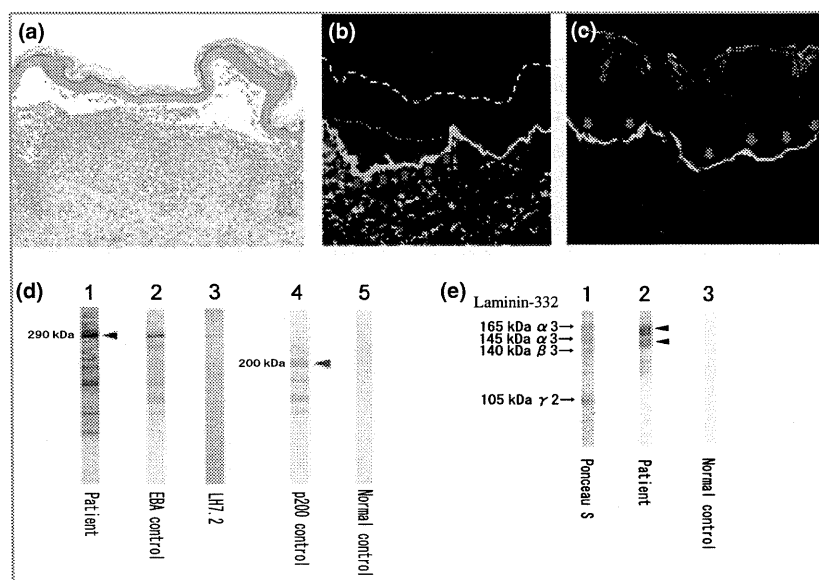 (a)
(b)
(c)
(d)
1
2
3
4
5
290 kDa
200 kDa
Patient
EBA control
LH7.2
p200 control
Normal control
(e)
Laminin-332
1
2
3
165 kDa α3→
145 kDa α3→
140 kDa β3→
105 kDa γ2→
Ponceau S
Patient
Normal control